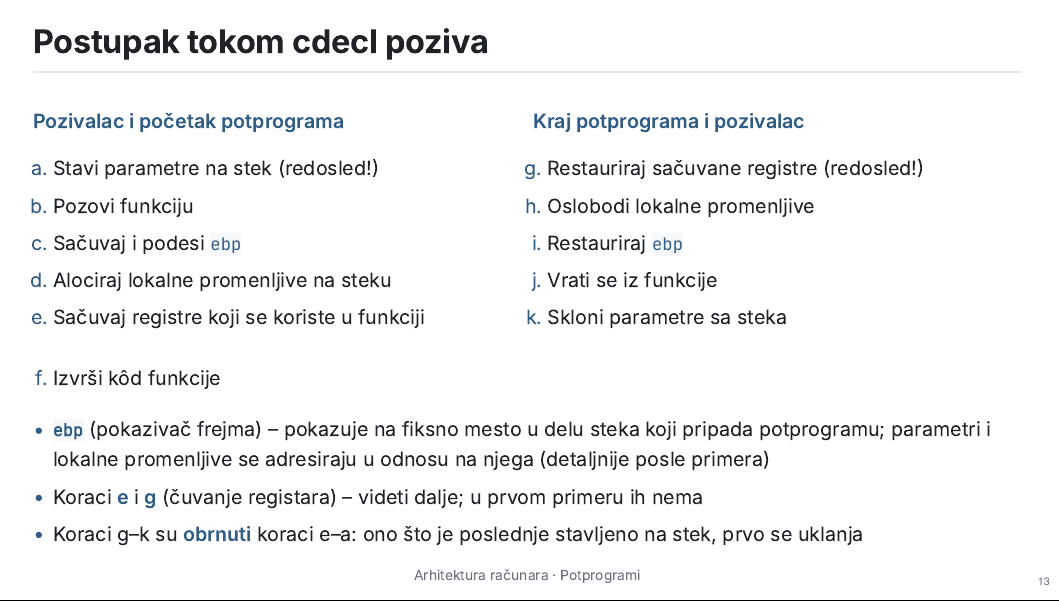 Postupak tokom cdecl poziva
Pozivalac i početak potprograma
a. Stavi parametre na stek (redosled!)
b. Pozovi funkciju
c. Sačuvaj i podesi ebp
d. Alociraj lokalne promenljive na steku
e. Sačuvaj registre koji se koriste u funkciji
Kraj potprograma i pozivalac
g. Restauriraj sačuvane registre (redosled!)
h. Oslobodi lokalne promenljive
i. Restauriraj ebp
j. Vrati se iz funkcije
k. Skloni parametre sa steka
f. Izvrši kôd funkcije
• ebp (pokazivač frejma) – pokazuje na fiksno mesto u delu steka koji pripada potprogramu; parametri i
lokalne promenljive se adresiraju u odnosu na njega (detaljnije posle primera)
• Koraci e i g (čuvanje registara) – videti dalje; u prvom primeru ih nema
• Koraci g–k su obrnuti koraci e–a: ono što je poslednje stavljeno na stek, prvo se uklanja
Arhitektura računara · Potprogrami
13